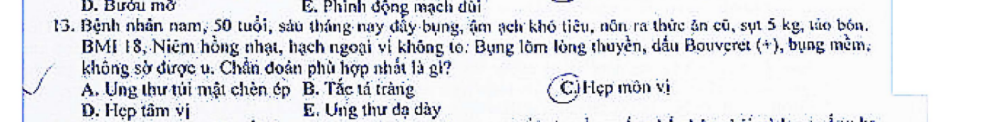 D. Bướu mỡ E. Phình động mạch đùi
13. Bệnh nhân nam, 50 tuổi, sáu tháng nay đầy bụng, ậm ạch khó tiêu, nôn ra thức ăn cũ, sụt 5 kg, táo bón.
BMI 18, Niêm hồng nhạt, hạch ngoại vi không to. Bụng lõm lòng thuyền, dấu Bouveret (+), bụng mềm,
không sờ được u. Chẩn đoán phù hợp nhất là gì?
A. Ung thư túi mật chèn ép B. Tắc tá tràng C. Hẹp môn vị
D. Hẹp tâm vị E. Ung thư dạ dày